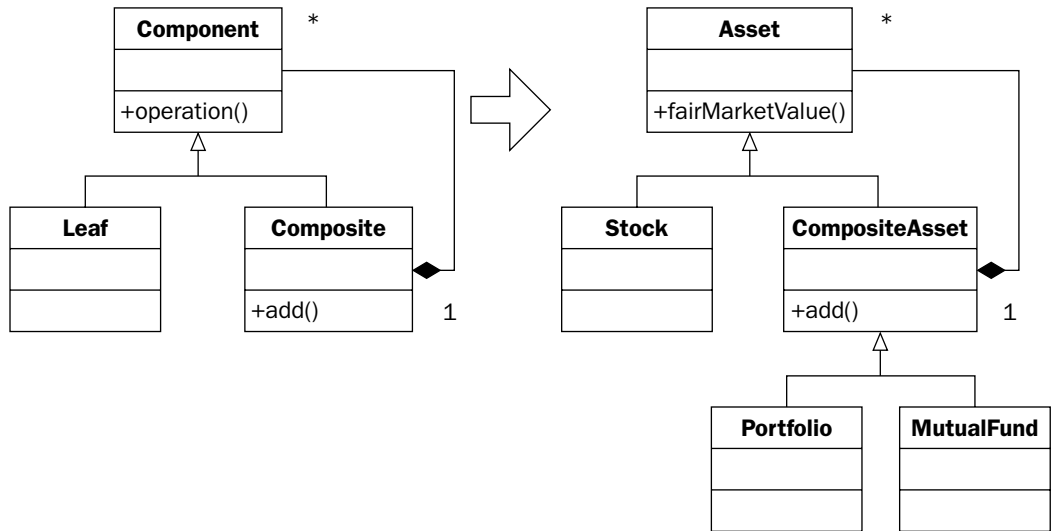 Component
*
+operation()
Leaf
Composite
+add()
1
Asset
*
+fairMarketValue()
Stock
CompositeAsset
+add()
1
Portfolio
MutualFund